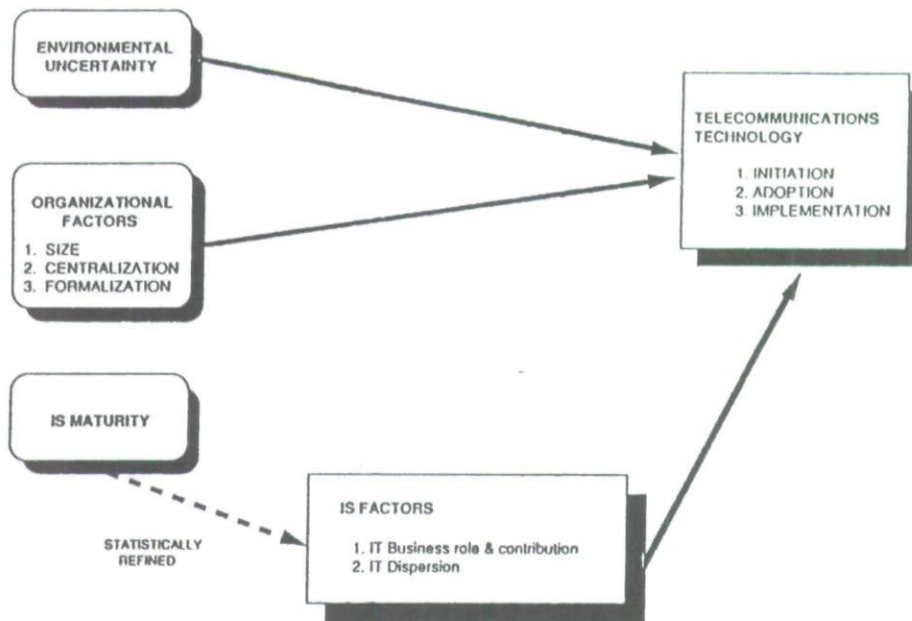 ENVIRONMENTAL
UNCERTAINTY
TELECOMMUNICATIONS
TECHNOLOGY
1. INITIATION
2. ADOPTION
3. IMPLEMENTATION
ORGANIZATIONAL
FACTORS
1. SIZE
2. CENTRALIZATION
3. FORMALIZATION
IS MATURITY
STATISTICALLY
REFINED
IS FACTORS
1. IT Business role & contribution
2. IT Dispersion